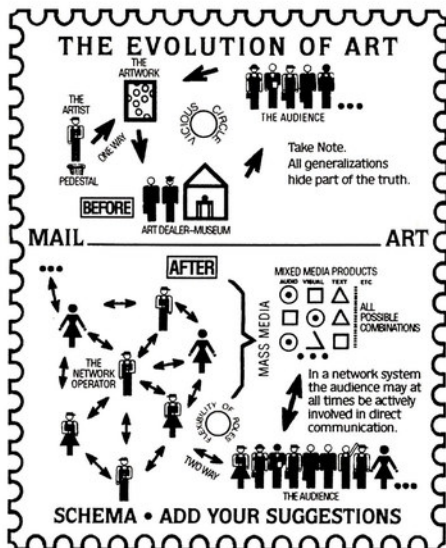 THE EVOLUTION OF ART
THE
ARTWORK
THE
ARTIST
ONE WAY
PEDESTAL
VICIOUS
CIRCLE
THE AUDIENCE
Take Note.
All generalizations
hide part of the truth.
BEFORE
ART DEALER–MUSEUM
MAIL
ART
AFTER
THE
NETWORK
OPERATOR
FLEXIBILITY OF
ROLES
TWO WAY
MASS MEDIA
MIXED MEDIA PRODUCTS
AUDIO VISUAL TEXT ETC
ALL
POSSIBLE
COMBINATIONS
In a network system
the audience may at
all times be actively
involved in direct
communication.
THE AUDIENCE
SCHEMA • ADD YOUR SUGGESTIONS